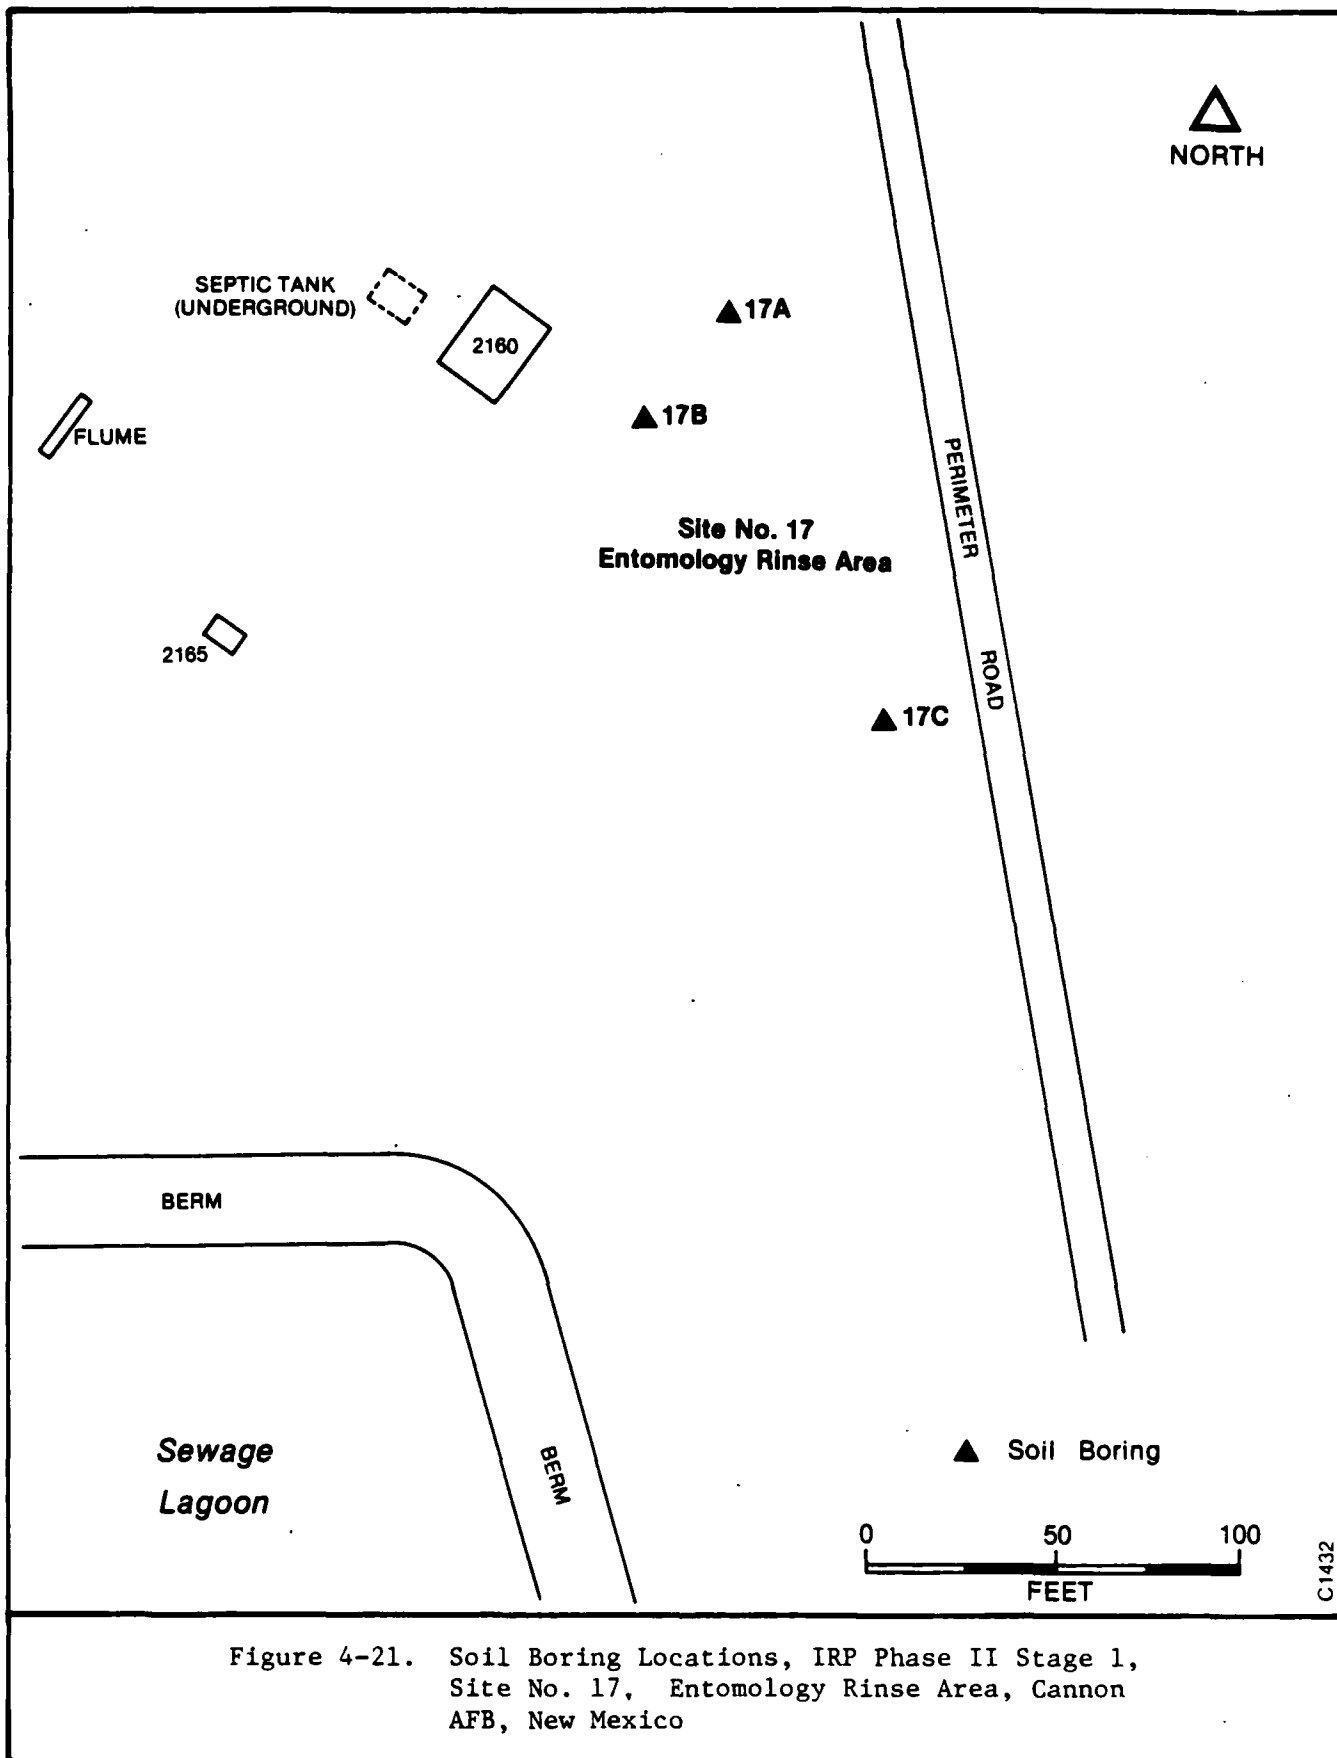 NORTH
SEPTIC TANK
(UNDERGROUND)
2160
17A
17B
FLUME
PERIMETER
Site No. 17
Entomology Rinse Area
2165
ROAD
17C
BERM
Sewage
Lagoon
BERM
Soil Boring
0 50 100
FEET
C1432
Figure 4-21. Soil Boring Locations, IRP Phase II Stage 1,
Site No. 17, Entomology Rinse Area, Cannon
AFB, New Mexico